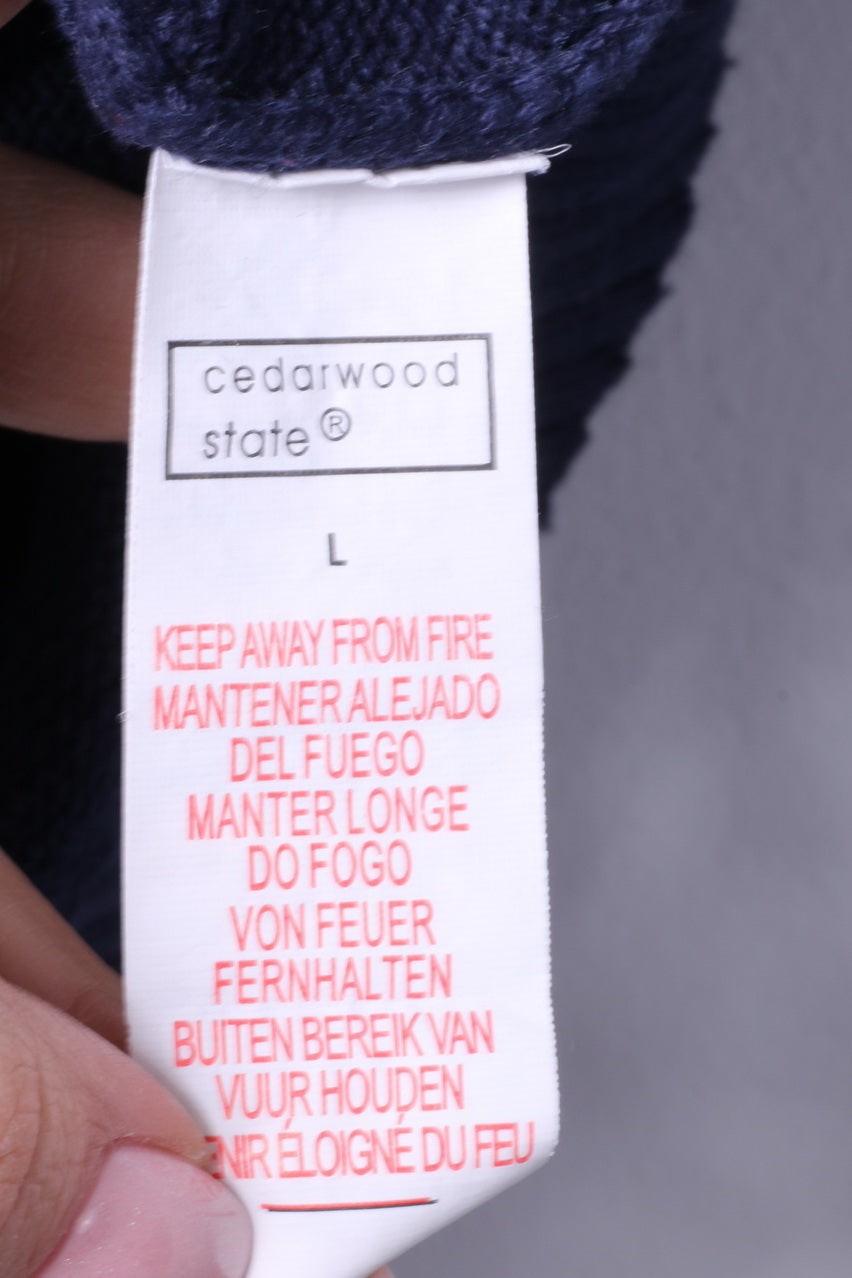 cedarwood
state®
L
KEEP AWAY FROM FIRE
MANTENER ALEJADO
DEL FUEGO
MANTER LONGE
DO FOGO
VON FEUER
FERNHALTEN
BUITEN BEREIK VAN
VUUR HOUDEN
ÉLOIGNÉ DU FEU